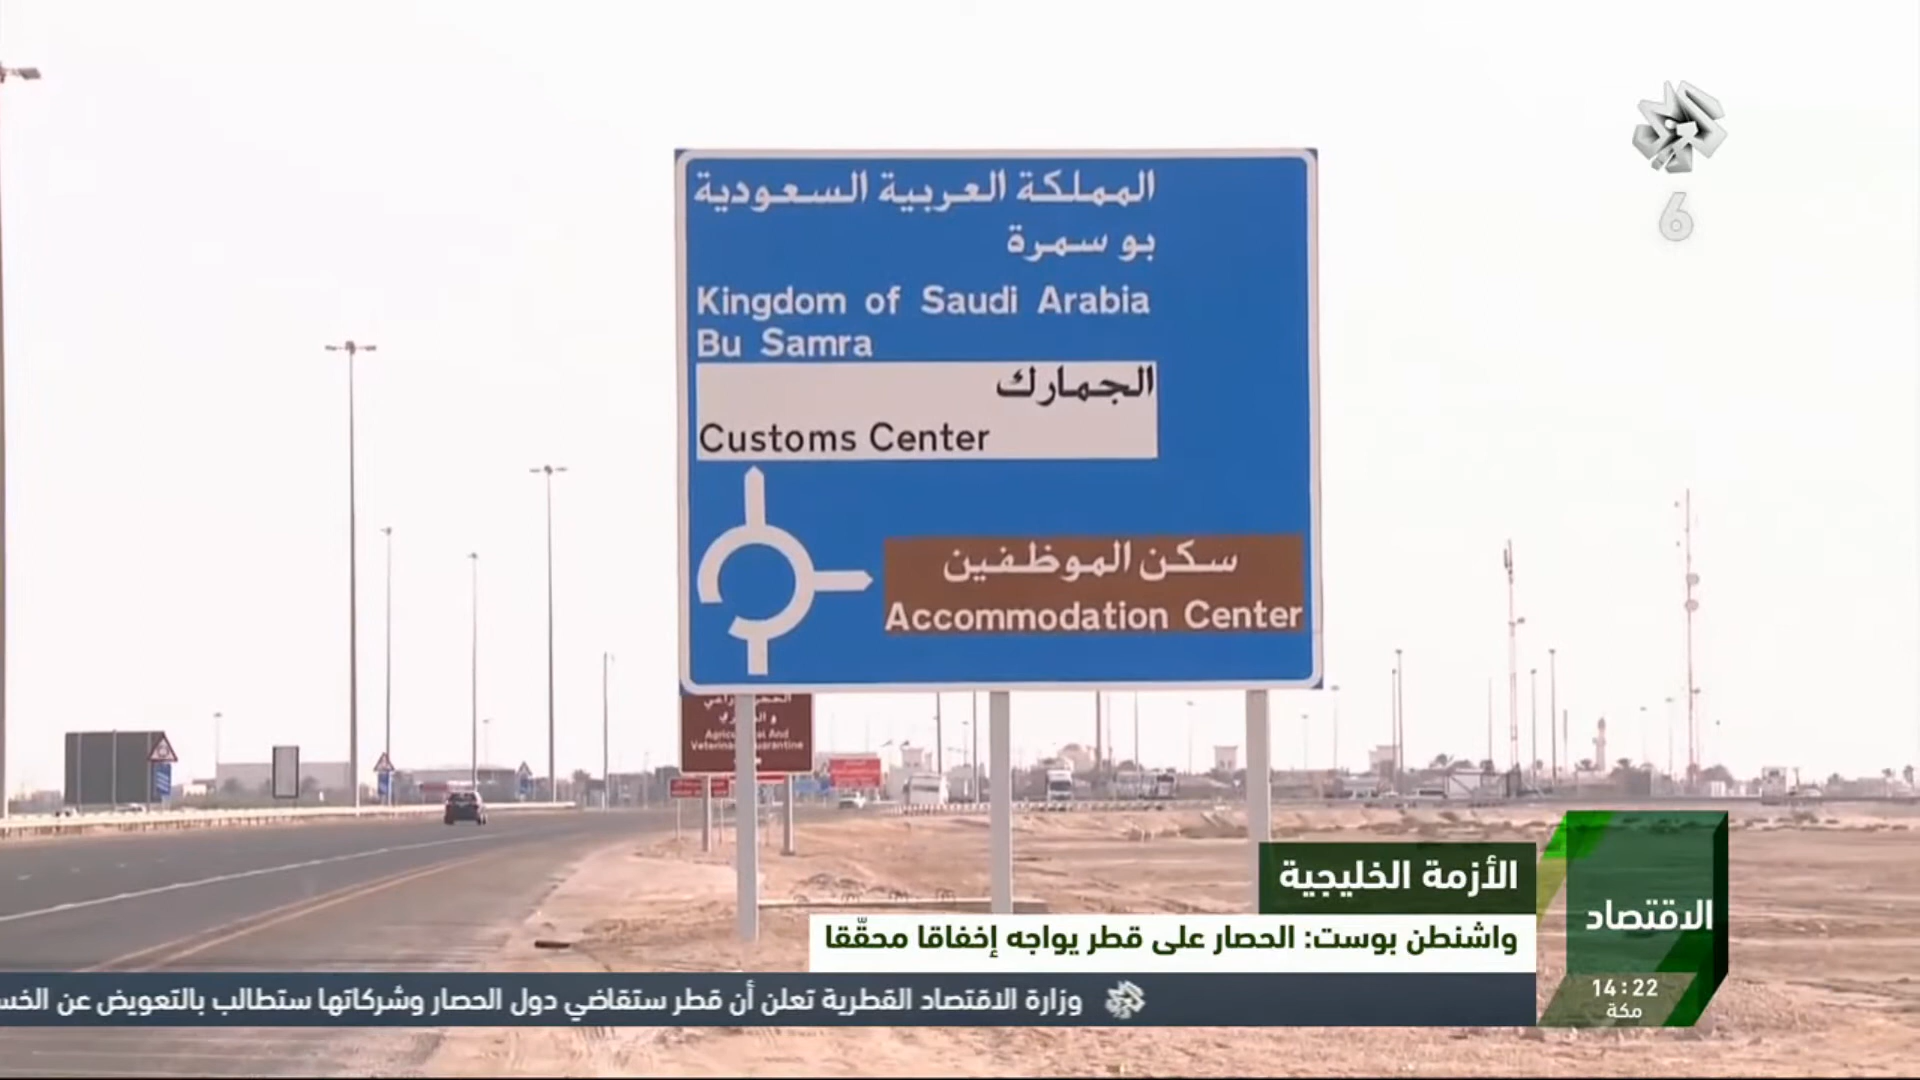 المملكة العربية السعودية
بو سمرة
Kingdom of Saudi Arabia
Bu Samra
الجمارك
Customs Center
سكن الموظفين
Accommodation Center
6
And
الأزمة الخليجية
واشنطن بوست: الحصار على قطر يواجه إخفاقا محقّقا
الاقتصاد
وزارة الاقتصاد القطرية تعلن أن قطر ستقاضي دول الحصار وشركاتها ستطالب بالتعويض عن
14:22
مكة